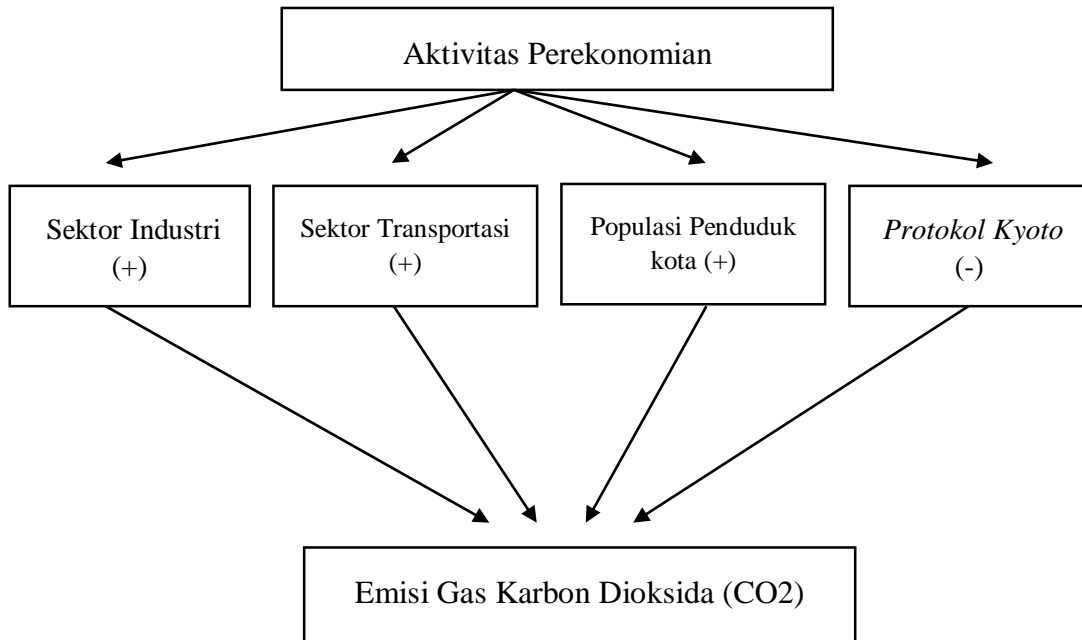 Aktivitas Perekonomian
Sektor Industri
(+)
Sektor Transportasi
(+)
Populasi Penduduk
kota (+)
Protokol Kyoto
(-)
Emisi Gas Karbon Dioksida (CO2)